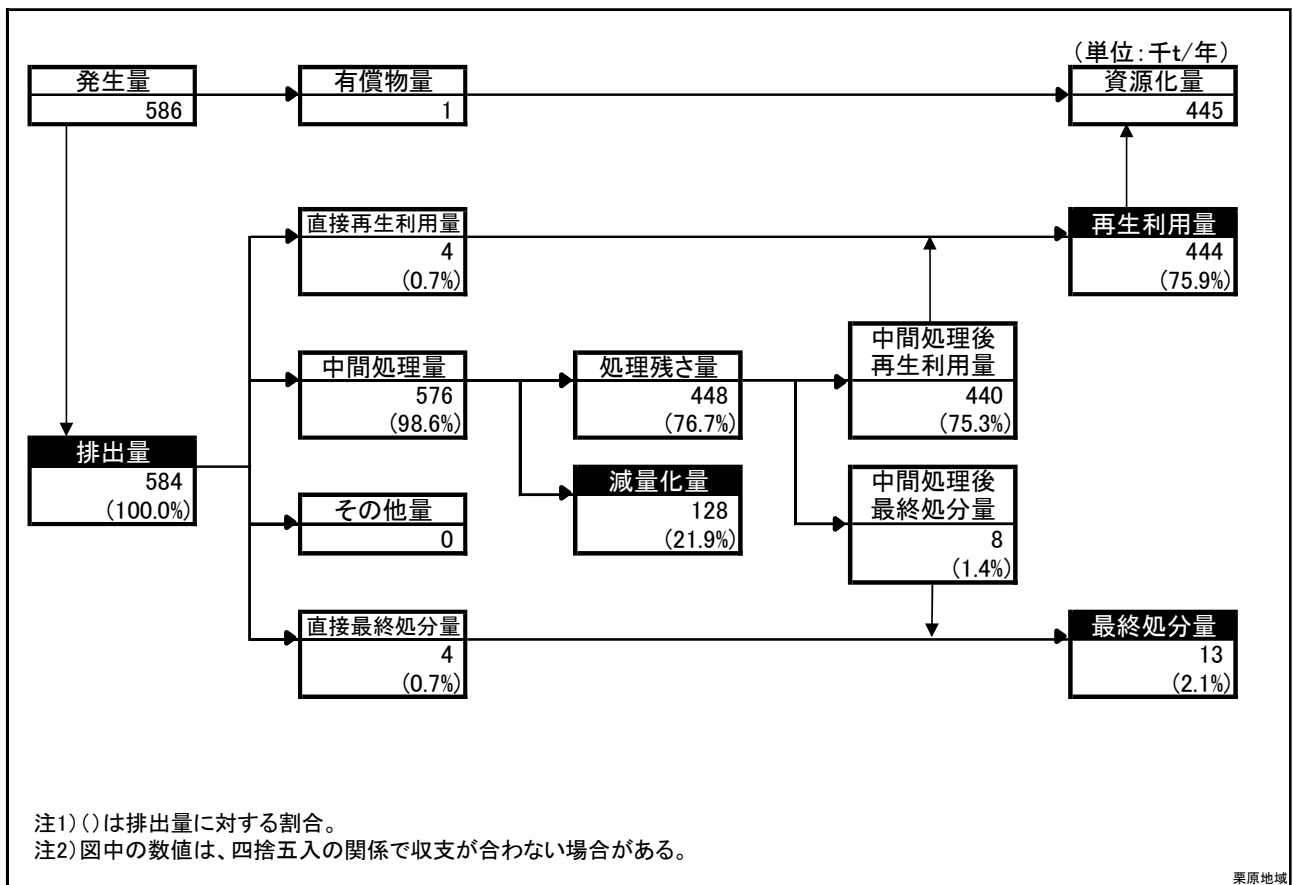 (単位:千t/年)
発生量
586
有償物量
1
資源化量
445
直接再生利用量
4
(0.7%)
再生利用量
444
(75.9%)
中間処理量
576
(98.6%)
処理残さ量
448
(76.7%)
中間処理後
再生利用量
440
(75.3%)
排出量
584
(100.0%)
減量化量
128
(21.9%)
中間処理後
最終処分量
8
(1.4%)
その他量
0
直接最終処分量
4
(0.7%)
最終処分量
13
(2.1%)
注1)()は排出量に対する割合。
注2)図中の数値は、四捨五入の関係で収支が合わない場合がある。
栗原地域